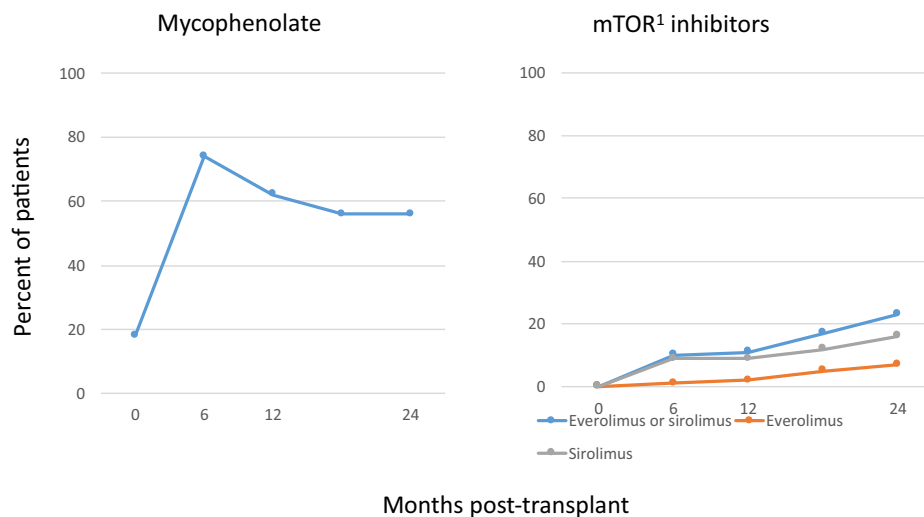 Mycophenolate
mTOR¹ inhibitors
Percent of patients
100
80
60
40
20
0
0 6 12 24
100
80
60
40
20
0
0 6 12 24
Everolimus or sirolimus Everolimus
Sirolimus
Months post-transplant